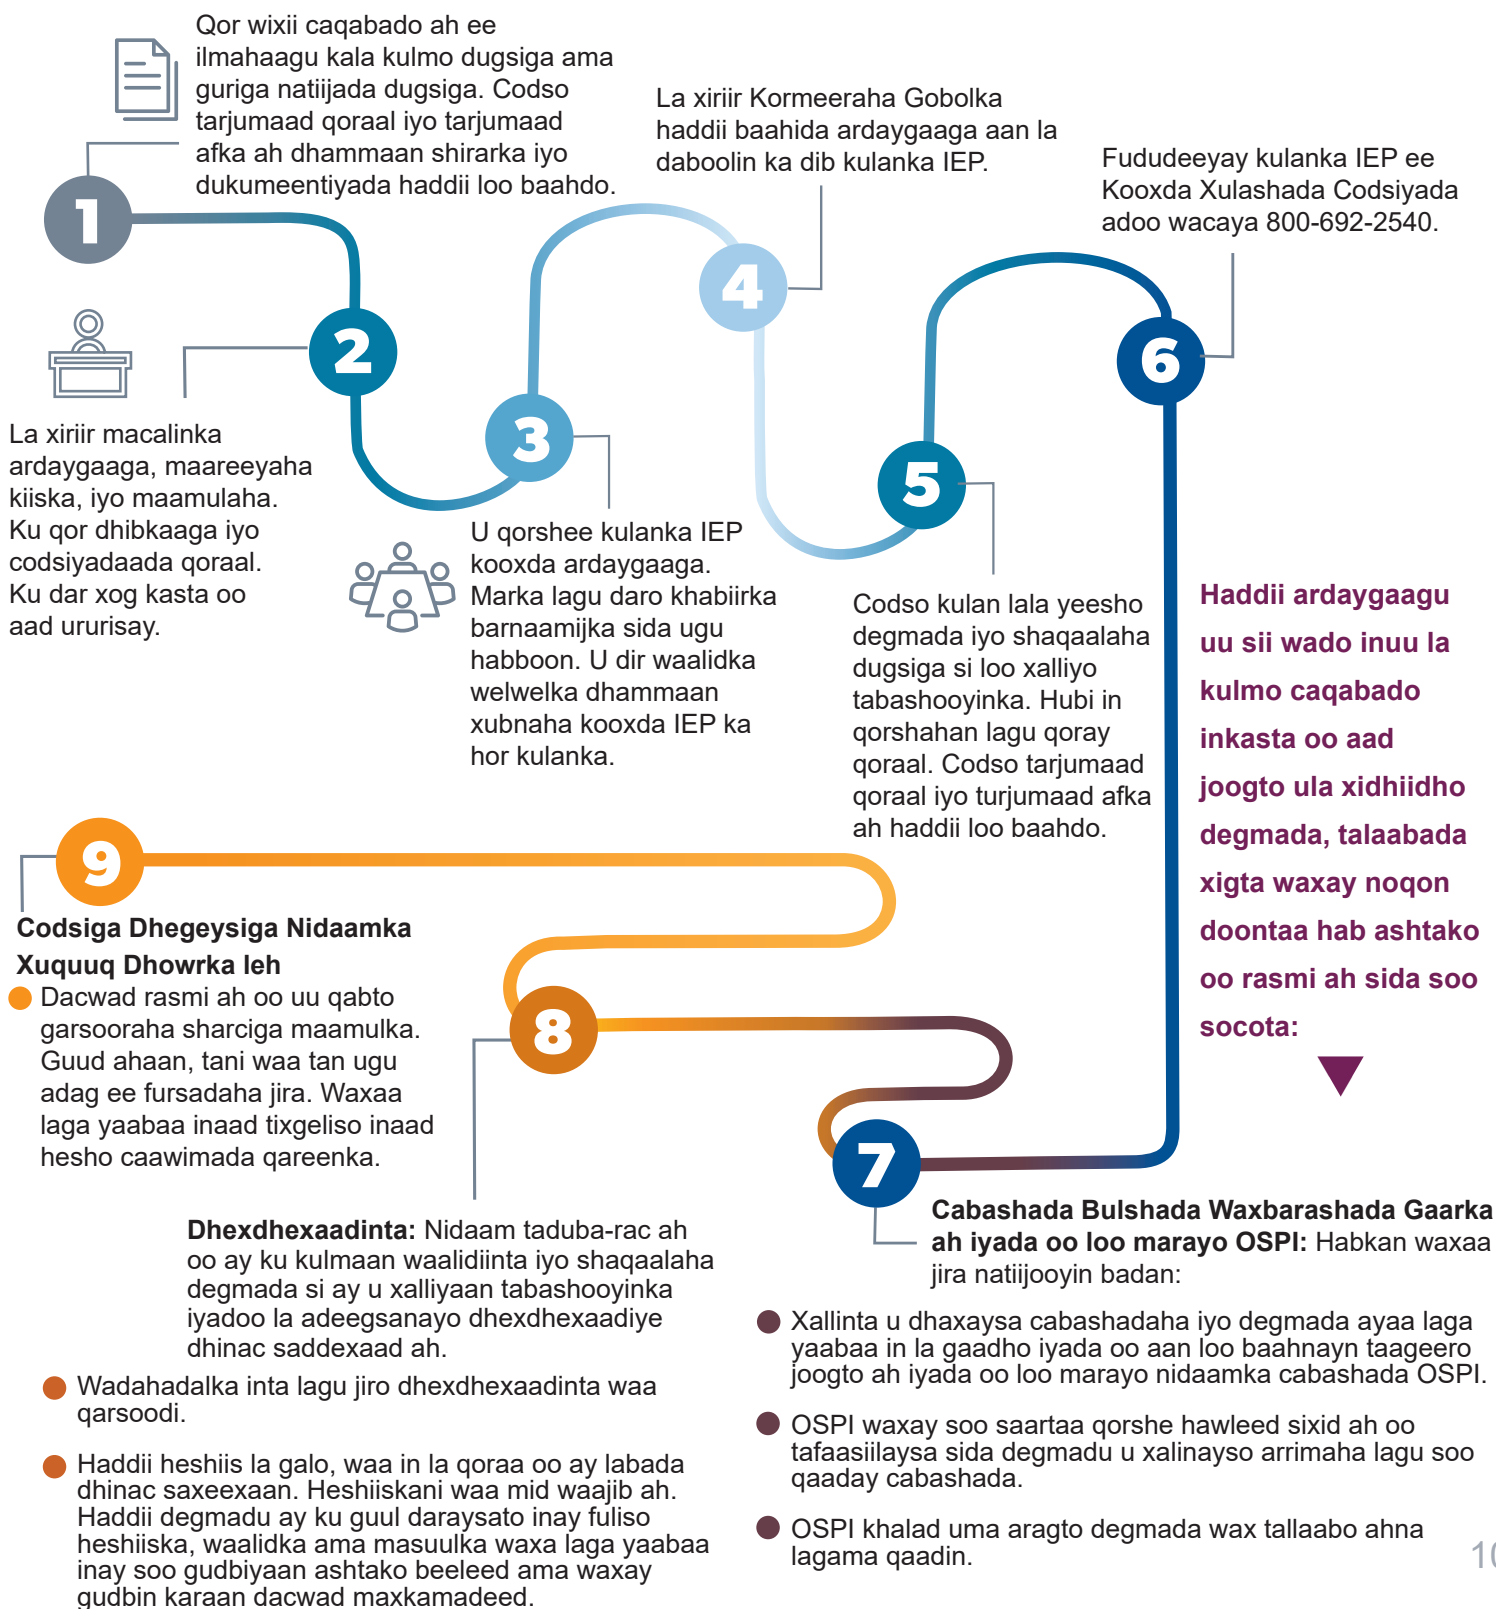 Qor wixii caqabado ah ee
ilmahaagu kala kulmo dugsiga ama
guriga natiijada dugsiga. Codso
tarjumaad qoraal iyo tarjumaad
afka ah dhammaan shirarka iyo
dukumeentiyada haddii loo baahdo.
1
2
La xiriir macalinka
ardaygaaga, maareeyaha
kiiska, iyo maamulaha.
Ku qor dhibkaaga iyo
codsiyadaada qoraal.
Ku dar xog kasta oo
aad ururisay.
3
U qorshee kulanka IEP
kooxda ardaygaaga.
Marka lagu daro khabiirka
barnaamijka sida ugu
habboon. U dir waalidka
welwelka dhammaan
xubnaha kooxda IEP ka
hor kulanka.
La xiriir Kormeeraha Gobolka
haddii baahida ardaygaaga aan la
daboolin ka dib kulanka IEP.
4
5
Codso kulan lala yeesho
degmada iyo shaqaalaha
dugsiga si loo xalliyo
tabashooyinka. Hubi in
qorshahan lagu qoray
qoraal. Codso tarjumaad
qoraal iyo turjumaad afka
ah haddii loo baahdo.
Fududeeyay kulanka IEP ee
Kooxda Xulashada Codsiyada
adoo wacaya 800-692-2540.
6
Haddii ardaygaagu
uu sii wado inuu la
kulmo caqabado
inkasta oo aad
joogto ula xidhiidho
degmada, talaabada
xigta waxay noqon
doontaa hab ashtako
oo rasmi ah sida soo
socota:
7
Cabashada Bulshada Waxbarashada Gaarka
ah iyada oo loo marayo OSPI: Habkan waxaa
jira natiijooyin badan:
Xallinta u dhaxaysa cabashadaha iyo degmada ayaa laga
yaabaa in la gaadho iyada oo aan loo baahnayn taageero
joogto ah iyada oo loo marayo nidaamka cabashada OSPI.
OSPI waxay soo saartaa qorshe hawleed sixid ah oo
tafaasiilaysa sida degmadu u xalinayso arrimaha lagu soo
qaaday cabashada.
OSPI khalad uma aragto degmada wax tallaabo ahna
lagama qaadin.
8
Dhexdhexaadinta: Nidaam taduba-rac ah
oo ay ku kulmaan waalidiinta iyo shaqaalaha
degmada si ay u xalliyaan tabashooyinka
iyadoo la adeegsanayo dhexdhexaadiye
dhinac saddexaad ah.
Wadahadalka inta lagu jiro dhexdhexaadinta waa
qarsoodi.
Haddii heshiis la galo, waa in la qoraa oo ay labada
dhinac saxeexaan. Heshiiskani waa mid waajib ah.
Haddii degmadu ay ku guul daraysato inay fuliso
heshiiska, waalidka ama masuulka waxa laga yaabaa
inay soo gudbiyaan ashtako beeleed ama waxay
gudbin karaan dacwad maxkamadeed.
9
Codsiga Dhegeysiga Nidaamka
Xuquuq Dhowrka leh
Dacwad rasmi ah oo uu qabto
garsooraha sharciga maamulka.
Guud ahaan, tani waa tan ugu
adag ee fursadaha jira. Waxaa
laga yaabaa inaad tixgeliso inaad
hesho caawimada qareenka.